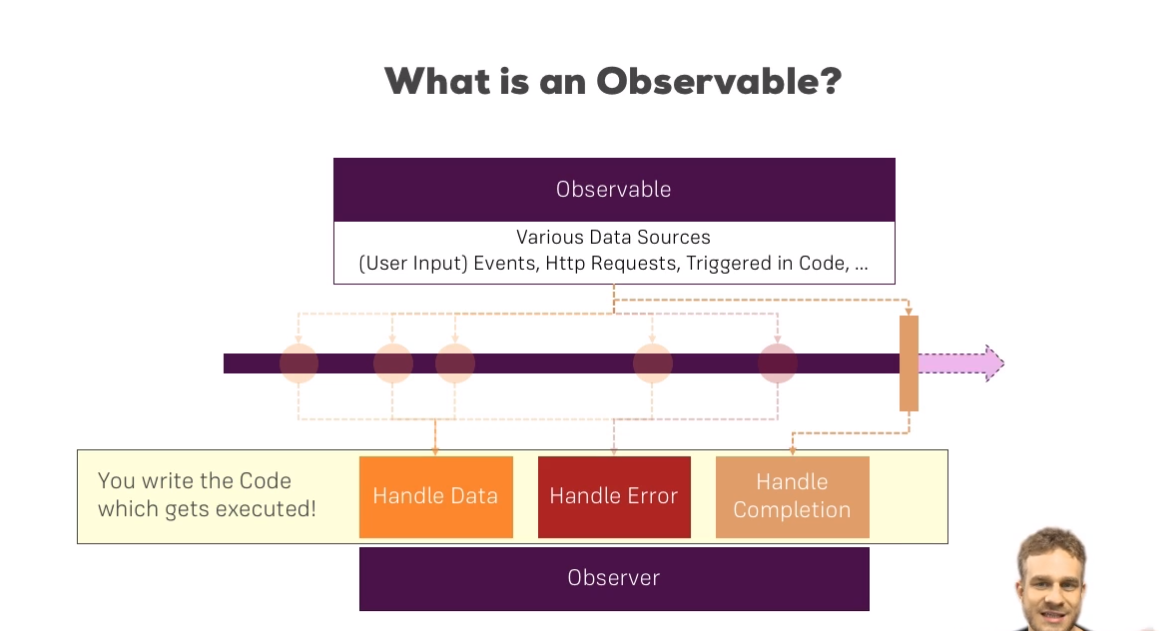 What is an Observable?
Observable
Various Data Sources
(User Input) Events, Http Requests, Triggered in Code, ...
You write the Code
which gets executed!
Handle Data
Handle Error
Handle
Completion
Observer